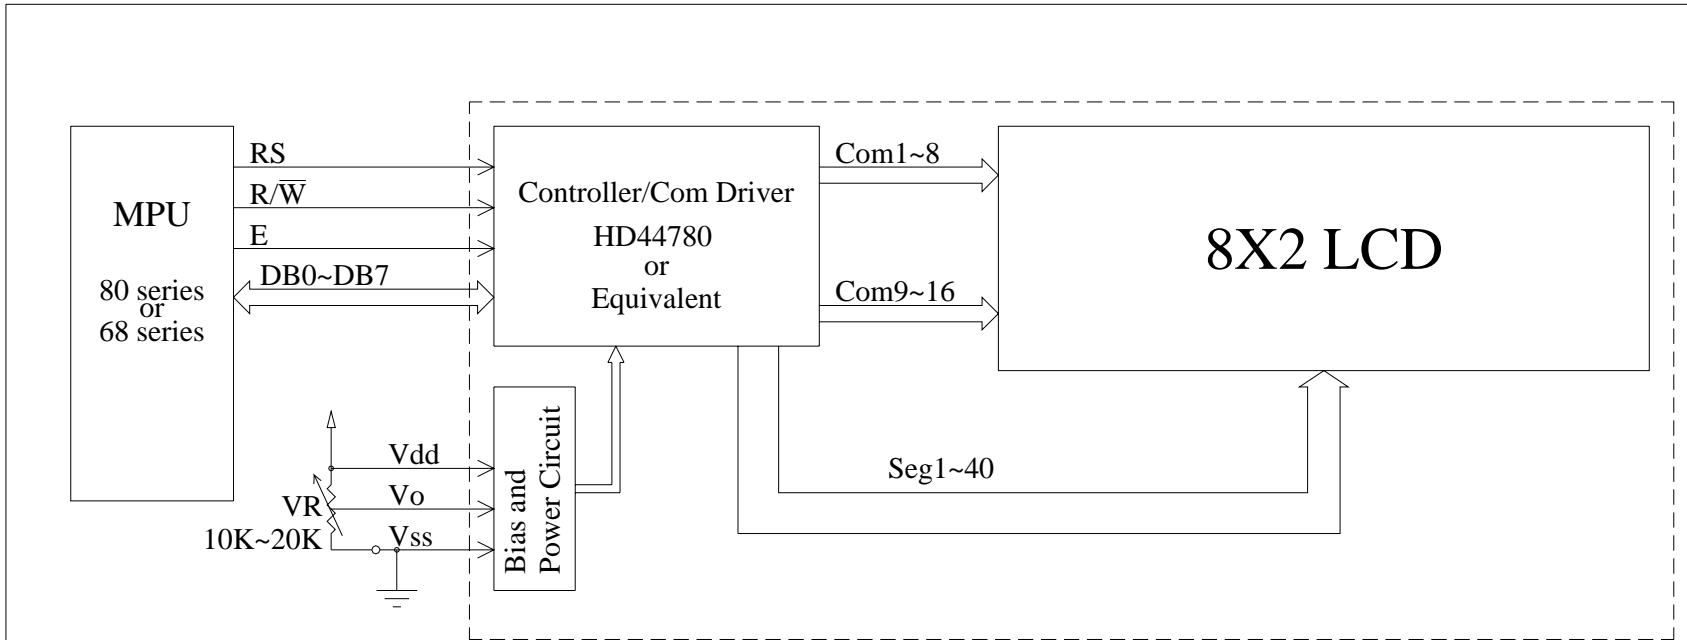 MPU
80 series
or
68 series
RS
R/W̅
E
DB0~DB7
Controller/Com Driver
HD44780
or
Equivalent
Com1~8
Com9~16
8X2 LCD
Vdd
Vo
Vss
VR
10K~20K
Bias and
Power Circuit
Seg1~40